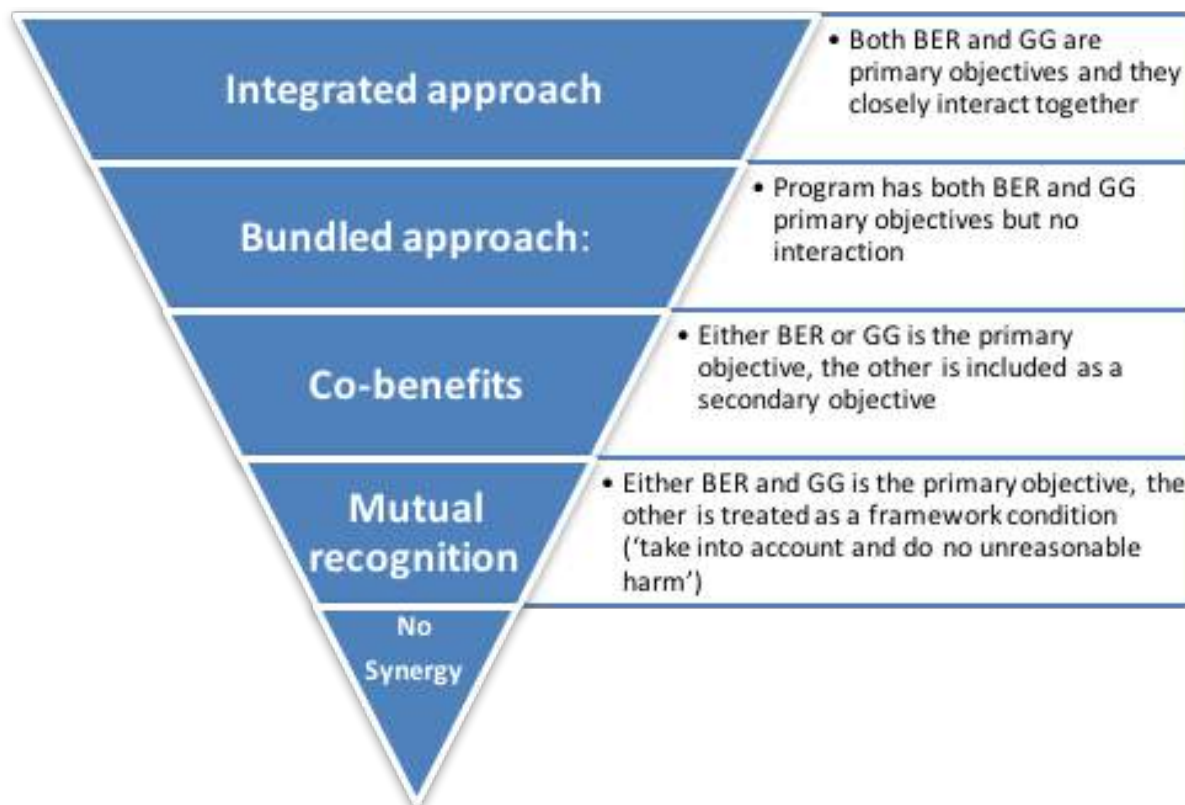 Integrated approach
• Both BER and GG are
primary objectives and they
closely interact together
Bundled approach:
• Program has both BER and GG
primary objectives but no
interaction
Co-benefits
• Either BER or GG is the primary
objective, the other is included as a
secondary objective
Mutual
recognition
• Either BER and GG is the primary objective, the
other is treated as a framework condition
(‘take into account and do no unreasonable
harm’)
No
Synergy